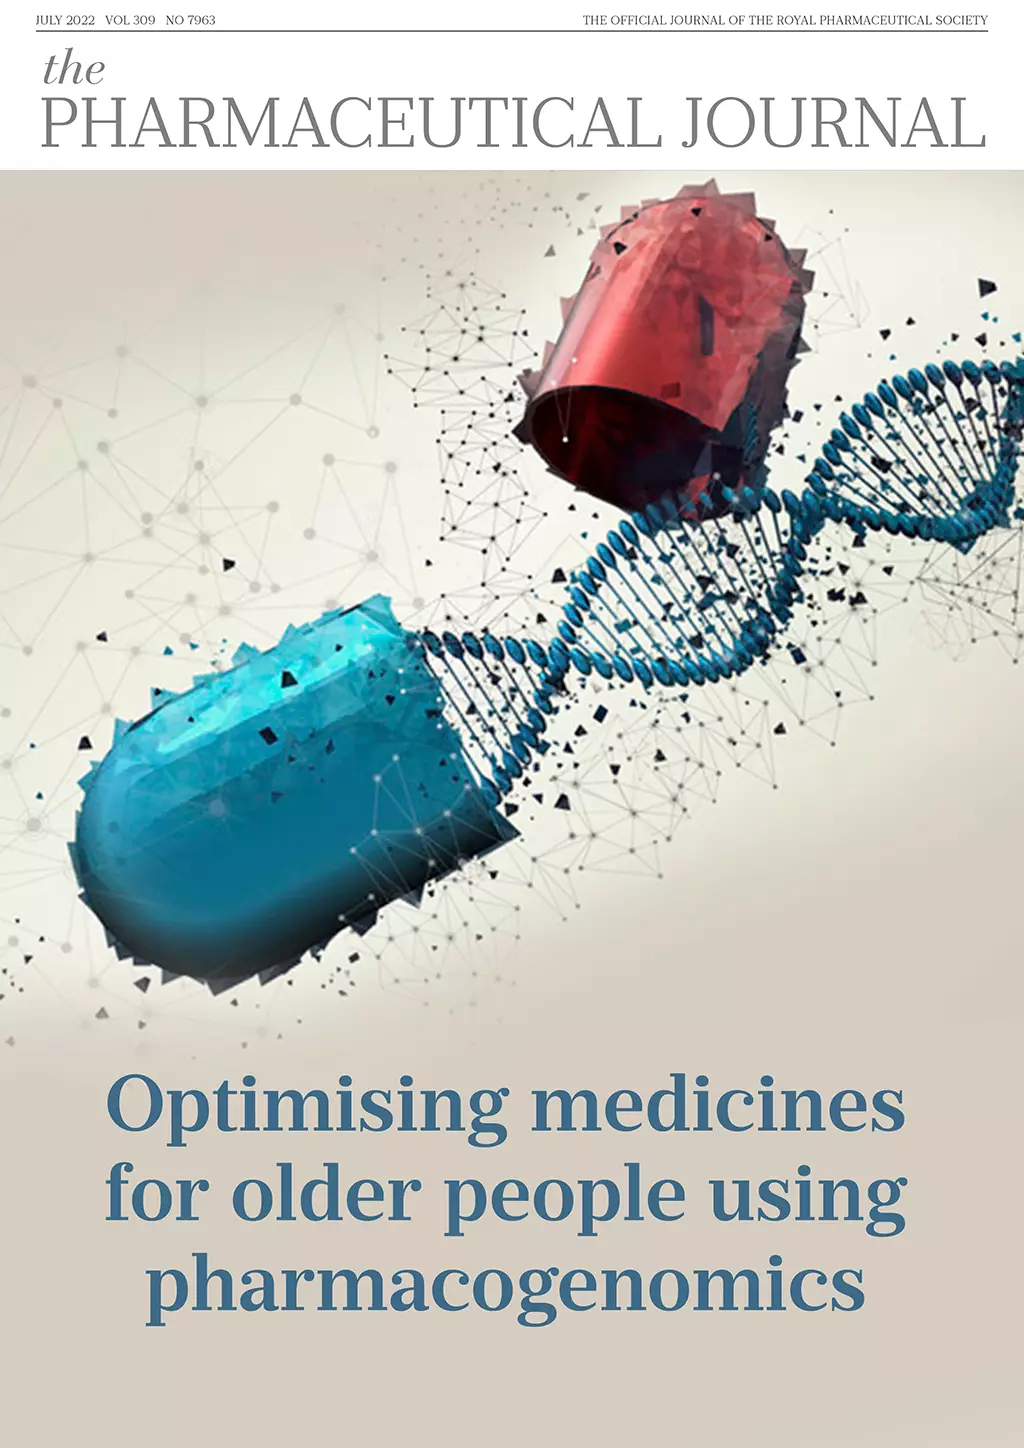 JULY 2022 VOL 309 NO 7963
THE OFFICIAL JOURNAL OF THE ROYAL PHARMACEUTICAL SOCIETY
the
PHARMACEUTICAL JOURNAL
Optimising medicines
for older people using
pharmacogenomics